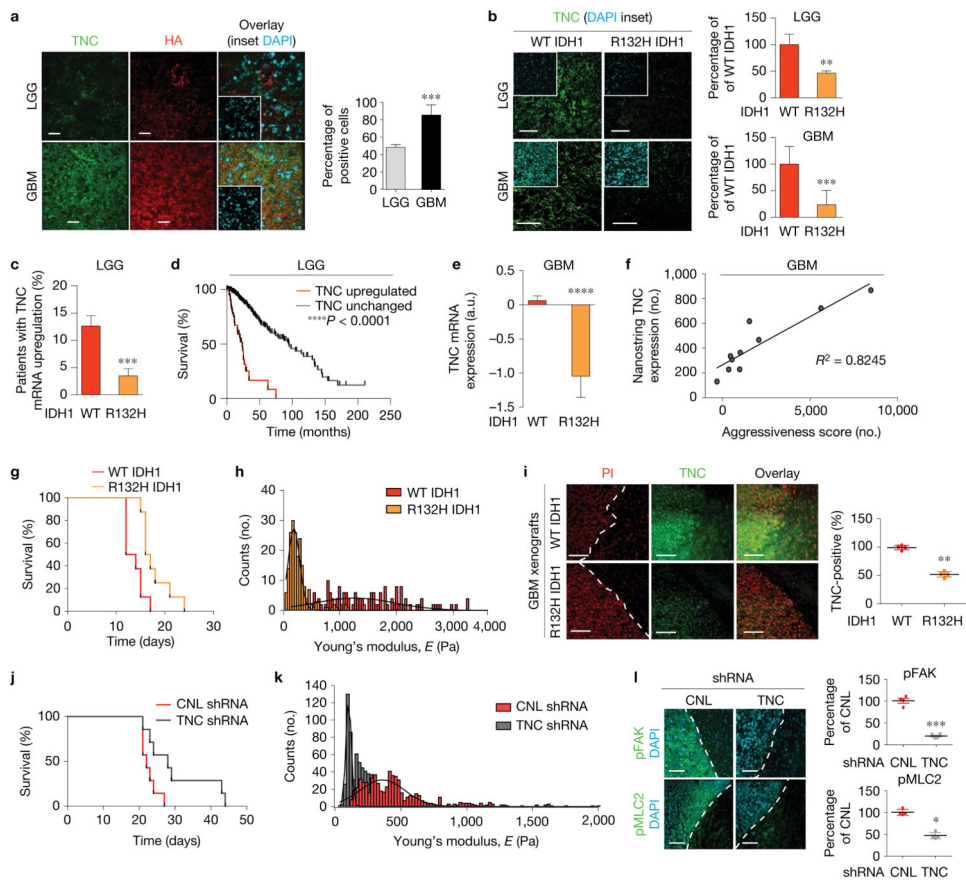 a
TNC
HA
Overlay
(inset DAPI)
LGG
GBM
Percentage of
positive cells
100
80
60
40
20
0
***
LGG GBM
b
TNC (DAPI inset)
WT IDH1
R132H IDH1
LGG
GBM
LGG
Percentage of
WT IDH1
150
100
50
0
**
IDH1 WT R132H
GBM
Percentage of
WT IDH1
150
100
50
0
***
IDH1 WT R132H
c
LGG
Patients with TNC
mRNA upregulation (%)
20
15
10
5
0
***
IDH1 WT R132H
d
LGG
TNC upregulated
TNC unchanged
****P < 0.0001
Survival (%)
100
50
0
0 50 100 150 200 250
Time (months)
e
GBM
TNC mRNA
expression (a.u.)
0.5
0
−0.5
−1.0
−1.5
****
IDH1 WT R132H
f
GBM
Nanostring TNC
expression (no.)
1,000
800
600
400
200
0
R² = 0.8245
5,000 10,000
Aggressiveness score (no.)
g
WT IDH1
R132H IDH1
Survival (%)
100
80
60
40
20
0
0 10 20 30
Time (days)
h
WT IDH1
R132H IDH1
Counts (no.)
40
30
20
10
0
0 1,000 2,000 3,000 4,000
Young's modulus, E (Pa)
i
PI
TNC
Overlay
GBM xenografts
WT IDH1
R132H IDH1
TNC-positive (%)
150
100
50
0
**
IDH1 WT R132H
j
CNL shRNA
TNC shRNA
Survival (%)
100
80
60
40
20
0
0 10 20 30 40 50
Time (days)
k
CNL shRNA
TNC shRNA
Counts (no.)
140
120
100
80
60
40
20
0
0 500 1,000 1,500 2,000
Young's modulus, E (Pa)
l
shRNA
CNL
TNC
pFAK
DAPI
pMLC2
DAPI
pFAK
Percentage
of CNL
150
100
50
0
***
shRNA CNL TNC
pMLC2
Percentage
of CNL
150
100
50
0
*
shRNA CNL TNC